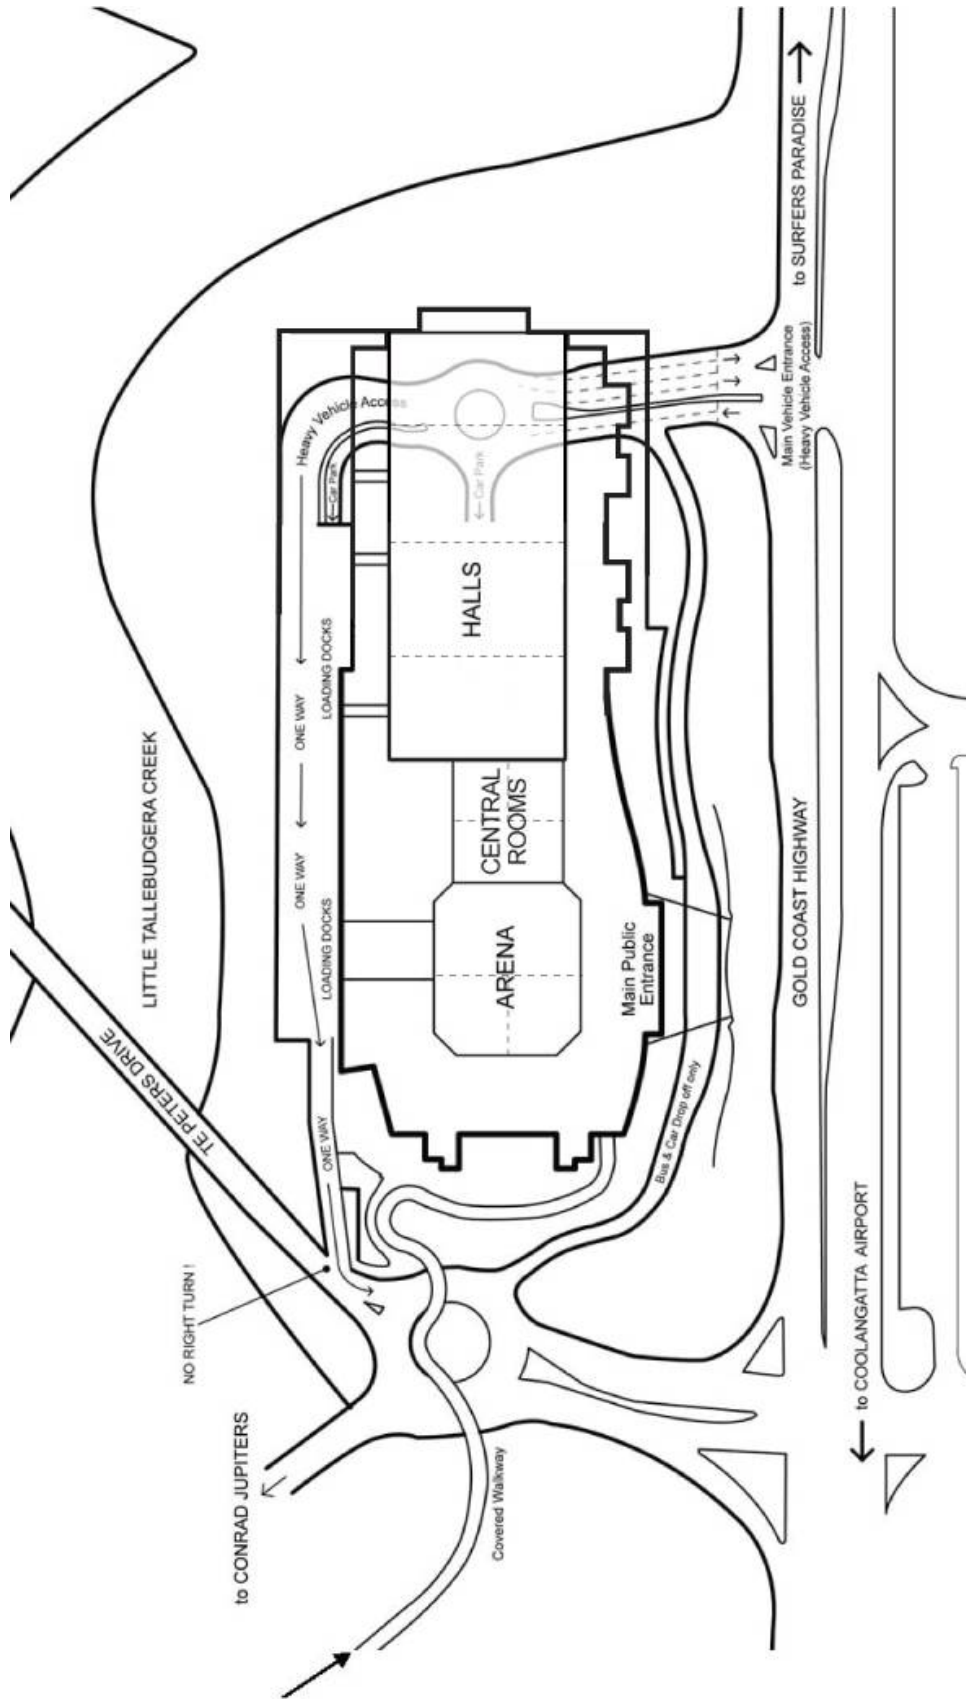 to SURFERS PARADISE
Main Vehicle Entrance
(Heavy Vehicle Access)
Heavy Vehicle Access
Car Park
Car Park
HALLS
LOADING DOCKS
ONE WAY
LITTLE TALLEBUDGERA CREEK
CENTRAL
ROOMS
GOLD COAST HIGHWAY
ONE WAY
LOADING DOCKS
ARENA
Main Public
Entrance
TE PETERS DRIVE
ONE WAY
Bus & Car Drop off only
NO RIGHT TURN !
to COOLANGATTA AIRPORT
to CONRAD JUPITERS
Covered Walkway